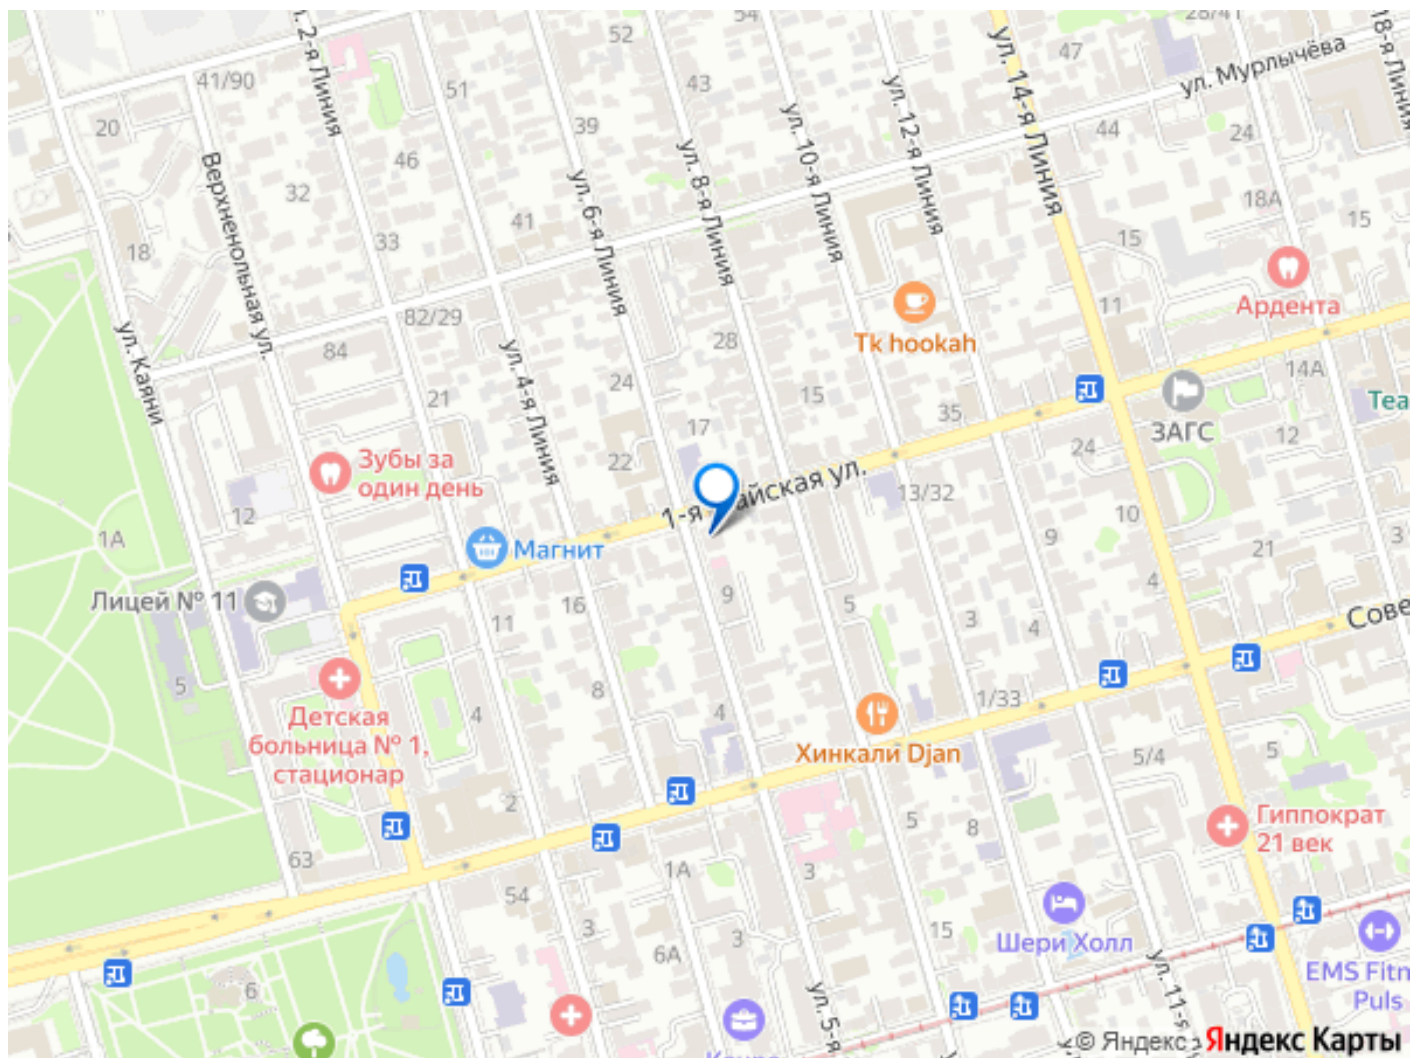 54
28/41
ул. 18-я Линия
52
47
ул. 2-я Линия
ул. 14-я Линия
ул. Мурлычёва
41/90
51
43
20
39
ул. 10-я Линия
ул. 12-я Линия
44
24
46
ул. 8-я Линия
Верхненольная ул.
32
ул. 6-я Линия
18А
15
41
33
15
18
Ардента
11
82/29
Tk hookah
28
84
ул. Каяни
ул. 4-я Линия
14А
24
15
21
35
Теа
17
ЗАГС
12
24
Зубы за
один день
22
1-я
айская ул.
13/32
12
10
1А
9
3
Магнит
21
Лицей № 11
4
9
16
5
11
3
4
Сове
5
8
1/33
4
4
Детская
больница № 1,
стационар
Хинкали Djan
5/4
5
2
5
8
Гиппократ
21 век
63
1А
3
54
3
15
3
6А
Шери Холл
EMS Fitn
Puls
ул. 11-я
6
ул. 5-я
© Яндекс
Яндекс Карты